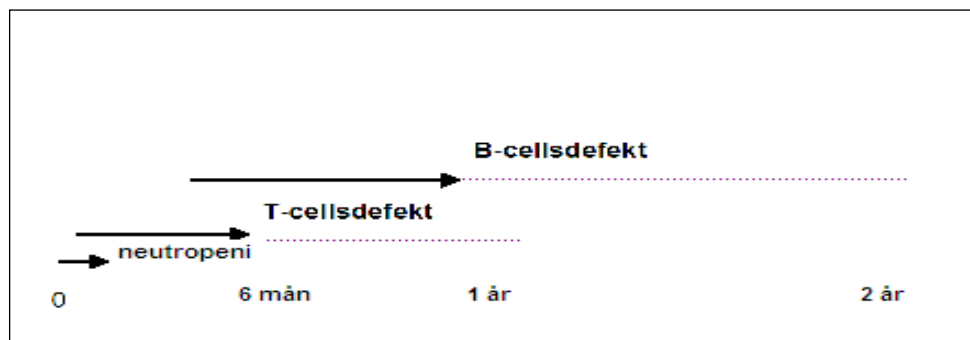 B-cellsdefekt
T-cellsdefekt
neutropeni
0 6 mån 1 år 2 år